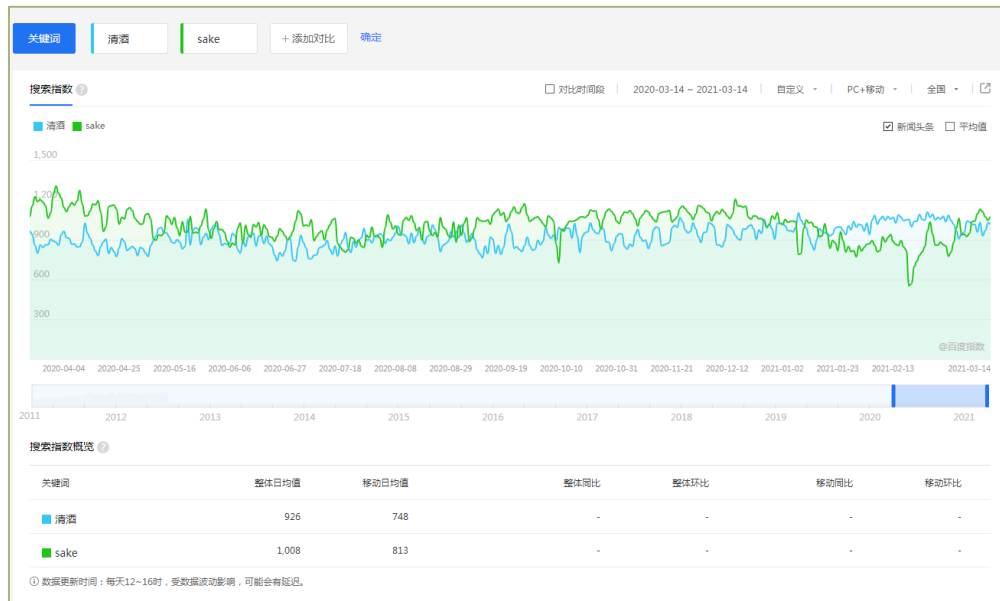 关键词 清酒 sake + 添加对比 确定
搜索指数 ? 对比时间段 2020-03-14 ~ 2021-03-14 自定义 PC+移动 全国
清酒 sake 新闻头条 平均值
1,500
1,200
900
600
300
@百度指数
2020-04-04 2020-04-25 2020-05-16 2020-06-06 2020-06-27 2020-07-18 2020-08-08 2020-08-29 2020-09-19 2020-10-10 2020-10-31 2020-11-21 2020-12-12 2021-01-02 2021-01-23 2021-02-13 2021-03-14
2011 2012 2013 2014 2015 2016 2017 2018 2019 2020 2021
搜索指数概览 ?
关键词 整体日均值 移动日均值 整体同比 整体环比 移动同比 移动环比
清酒 926 748 - - - -
sake 1,008 813 - - - -
数据更新时间：每天12~16时，受数据波动影响，可能会有延迟。